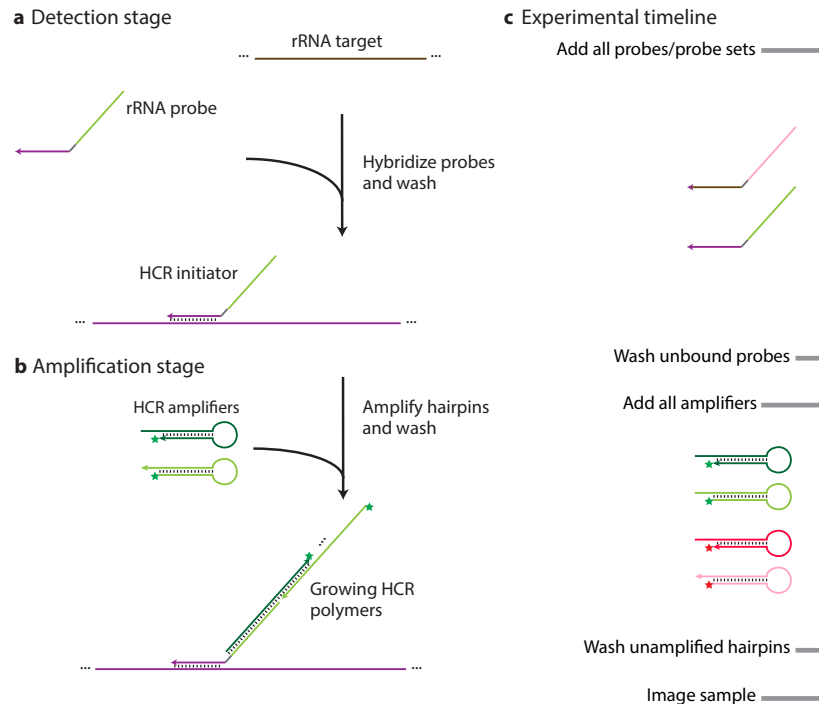 a Detection stage
... rRNA target ...
rRNA probe
Hybridize probes
and wash
HCR initiator
... ...
b Amplification stage
HCR amplifiers
Amplify hairpins
and wash
...
Growing HCR
polymers
... ...
c Experimental timeline
Add all probes/probe sets
Wash unbound probes
Add all amplifiers
Wash unamplified hairpins
Image sample